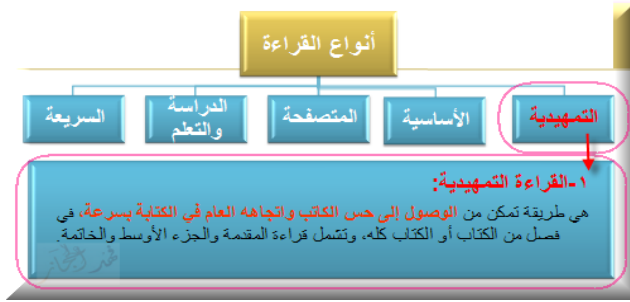 أنواع القراءة
التمهيدية
الأساسية
المتصفحة
الدراسة
والتعلم
السريعة
١-القراءة التمهيدية:
هي طريقة تمكن من الوصول إلى حس الكاتب واتجاهه العام في الكتابة بسرعة، في
فصل من الكتاب أو الكتاب كله، وتشمل قراءة المقدمة والجزء الأوسط والخاتمة.